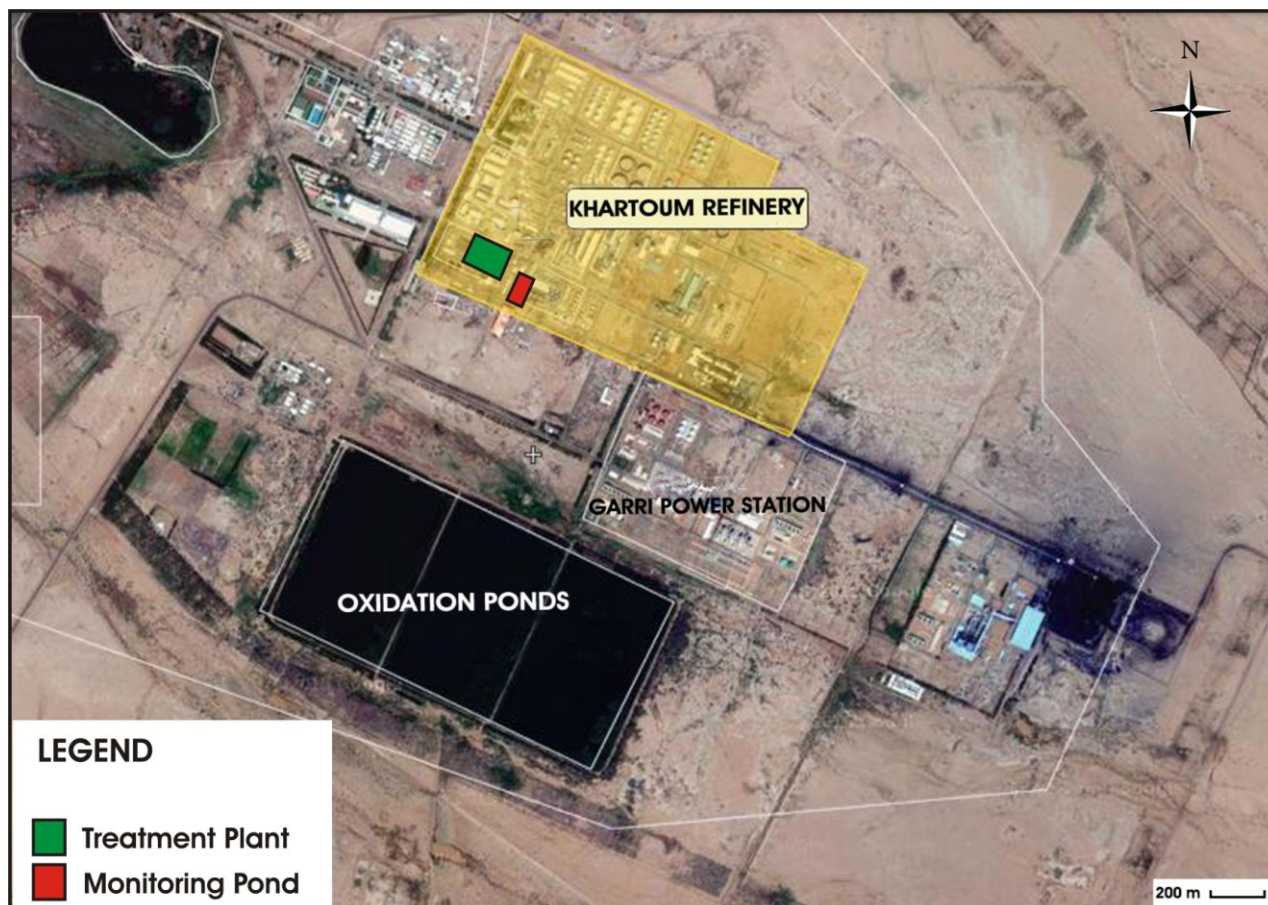 N
KHARTOUM REFINERY
GARRI POWER STATION
OXIDATION PONDS
LEGEND
Treatment Plant
Monitoring Pond
200 m